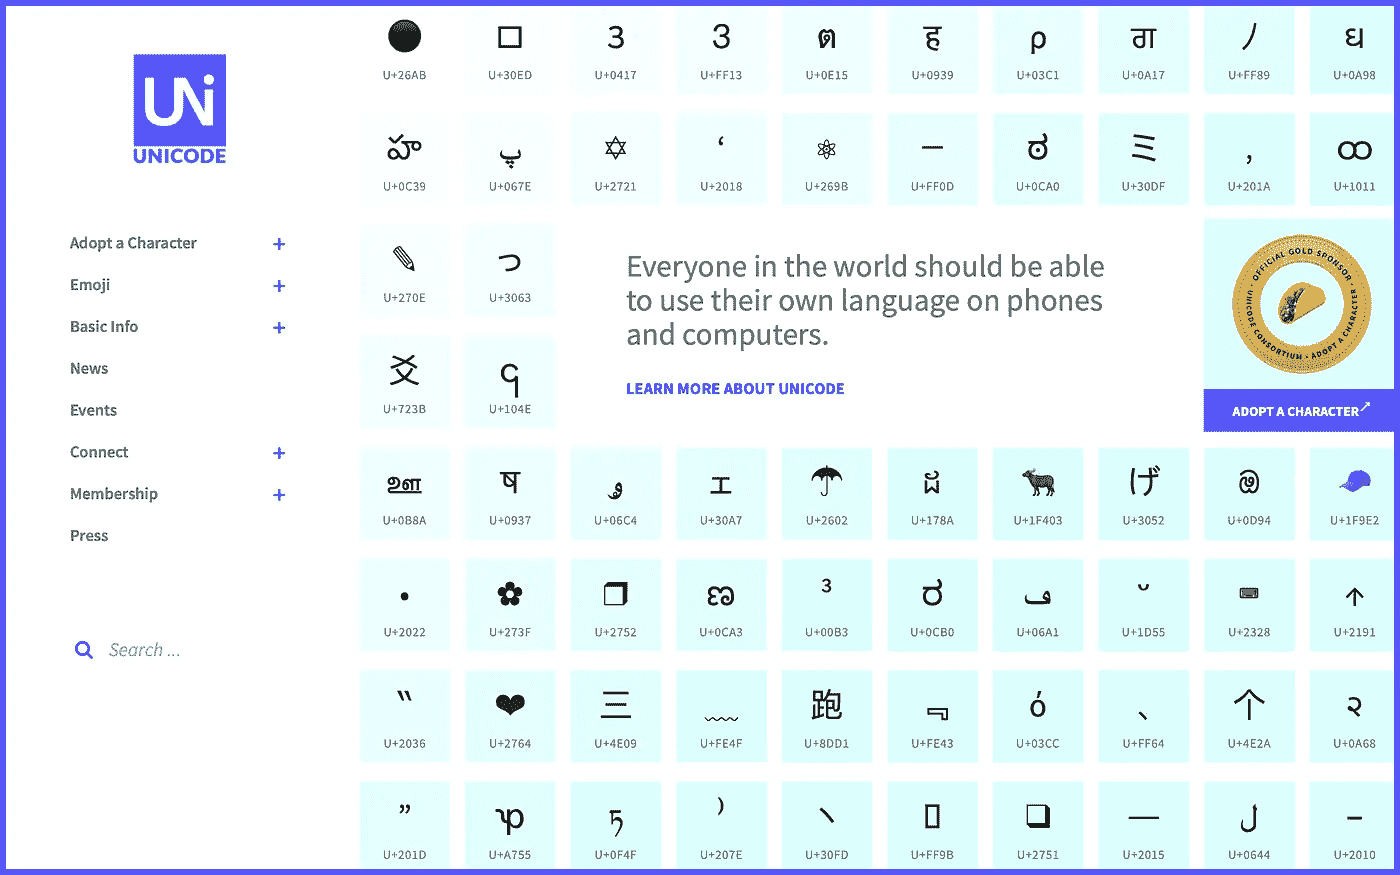 UNi
UNICODE
Adopt a Character +
Emoji +
Basic Info +
News
Events
Connect +
Membership +
Press
Search ...
⚫ ロ З 3 ต ह ρ ਗ ノ ઘ
U+26AB U+30ED U+0417 U+FF13 U+0E15 U+0939 U+03C1 U+0A17 U+FF89 U+0A98
హ پ ✡ ‘ ⚛ - ಠ ミ ‚ ထ
U+0C39 U+067E U+2721 U+2018 U+269B U+FF0D U+0CA0 U+30DF U+201A U+1011
✎ っ
U+270E U+3063
爻 ၎
U+723B U+104E
Everyone in the world should be able
to use their own language on phones
and computers.
LEARN MORE ABOUT UNICODE
OFFICIAL GOLD SPONSOR
UNICODE CONSORTIUM • ADOPT A CHARACTER
ADOPT A CHARACTER↗
ஊ ष ۄ ェ ☂ ដ 🐃 げ ඔ 🧢
U+0B8A U+0937 U+06C4 U+30A7 U+2602 U+178A U+1F403 U+3052 U+0D94 U+1F9E2
• ✿ ❒ ಣ ³ ರ ڡ ᵕ ⌨ ↑
U+2022 U+273F U+2752 U+0CA3 U+00B3 U+0CB0 U+06A1 U+1D55 U+2328 U+2191
‶ ❤ 三 ﹏ 跑 ﹃ ό 、 个 ੨
U+2036 U+2764 U+4E09 U+FE4F U+8DD1 U+FE43 U+03CC U+FF64 U+4E2A U+0A68
” ꝕ ཏ ⁾ ヽ ロ ❑ ― ل ‐
U+201D U+A755 U+0F4F U+207E U+30FD U+FF9B U+2751 U+2015 U+0644 U+2010